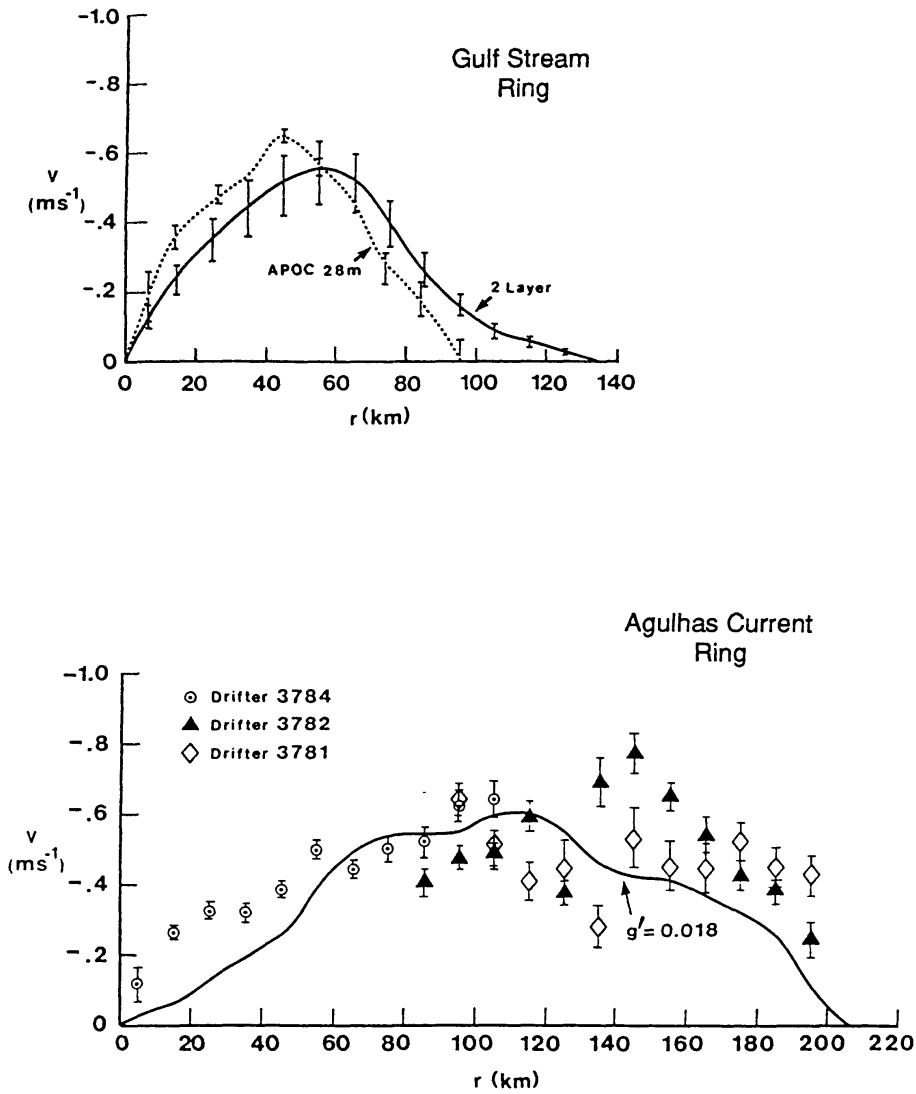 Gulf Stream
Ring
-1.0
-.8
-.6
-.4
-.2
0
v
(ms⁻¹)
APOC 28m
2 Layer
0 20 40 60 80 100 120 140
r (km)
Agulhas Current
Ring
-1.0
-.8
-.6
-.4
-.2
0
v
(ms⁻¹)
Drifter 3784
Drifter 3782
Drifter 3781
g' = 0.018
0 20 40 60 80 100 120 140 160 180 200 220
r (km)